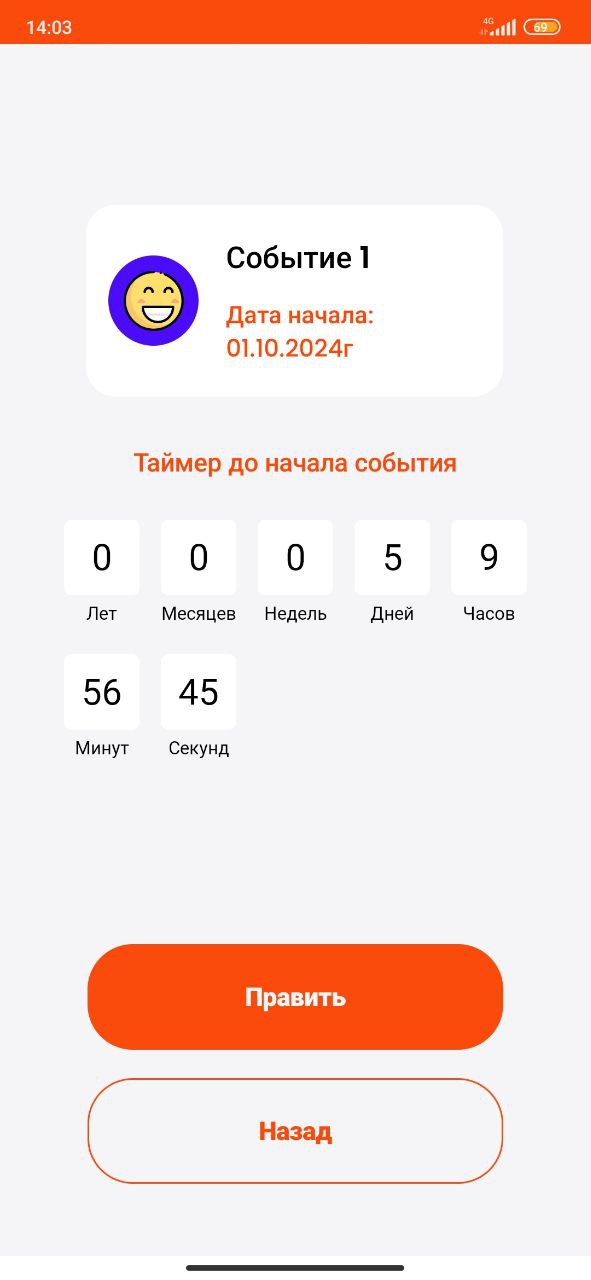 14:03
4G
69
Событие 1
Дата начала:
01.10.2024г
Таймер до начала события
0 0 0 5 9
Лет Месяцев Недель Дней Часов
56 45
Минут Секунд
Править
Назад